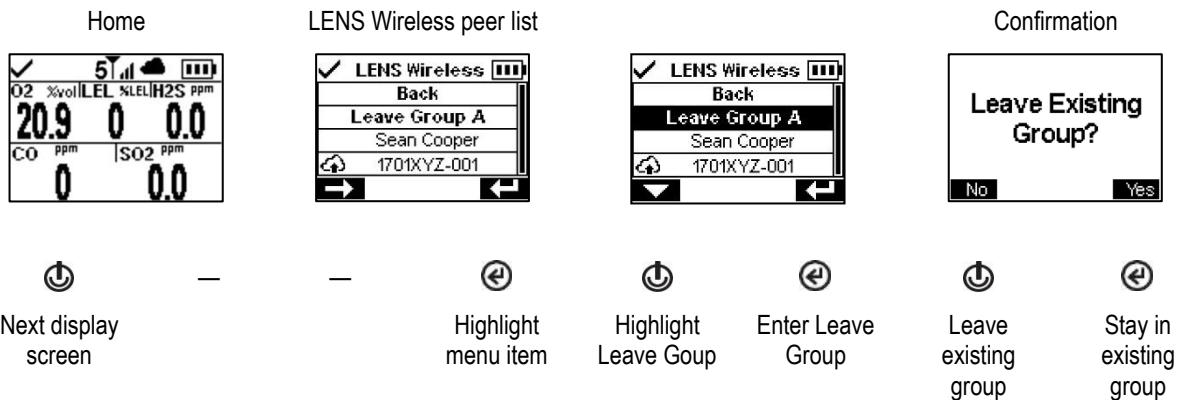 Home
LENS Wireless peer list
Confirmation
5
O2 %vol LEL %LEL H2S ppm
20.9 0 0.0
CO ppm SO2 ppm
0 0.0
LENS Wireless
Back
Leave Group A
Sean Cooper
1701XYZ-001
LENS Wireless
Back
Leave Group A
Sean Cooper
1701XYZ-001
Leave Existing
Group?
No Yes
— —
Next display
screen
Highlight
menu item
Highlight
Leave Goup
Enter Leave
Group
Leave
existing
group
Stay in
existing
group